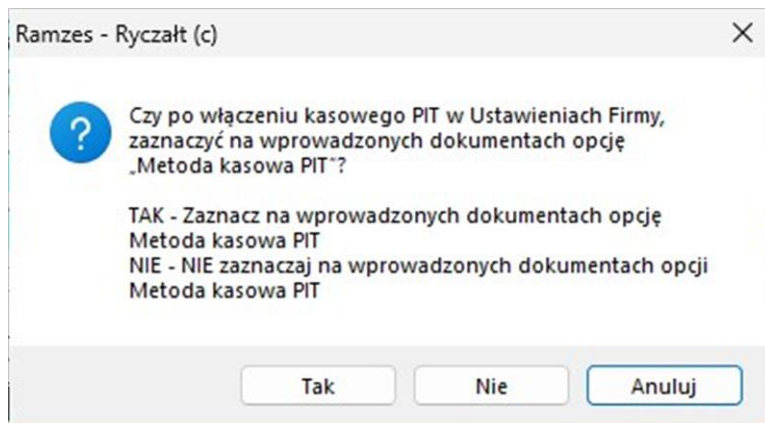 Ramzes - Ryczałt (c)
Czy po włączeniu kasowego PIT w Ustawieniach Firmy,
zaznaczyć na wprowadzonych dokumentach opcję
„Metoda kasowa PIT"?
TAK - Zaznacz na wprowadzonych dokumentach opcję
Metoda kasowa PIT
NIE - NIE zaznaczaj na wprowadzonych dokumentach opcji
Metoda kasowa PIT
Tak Nie Anuluj